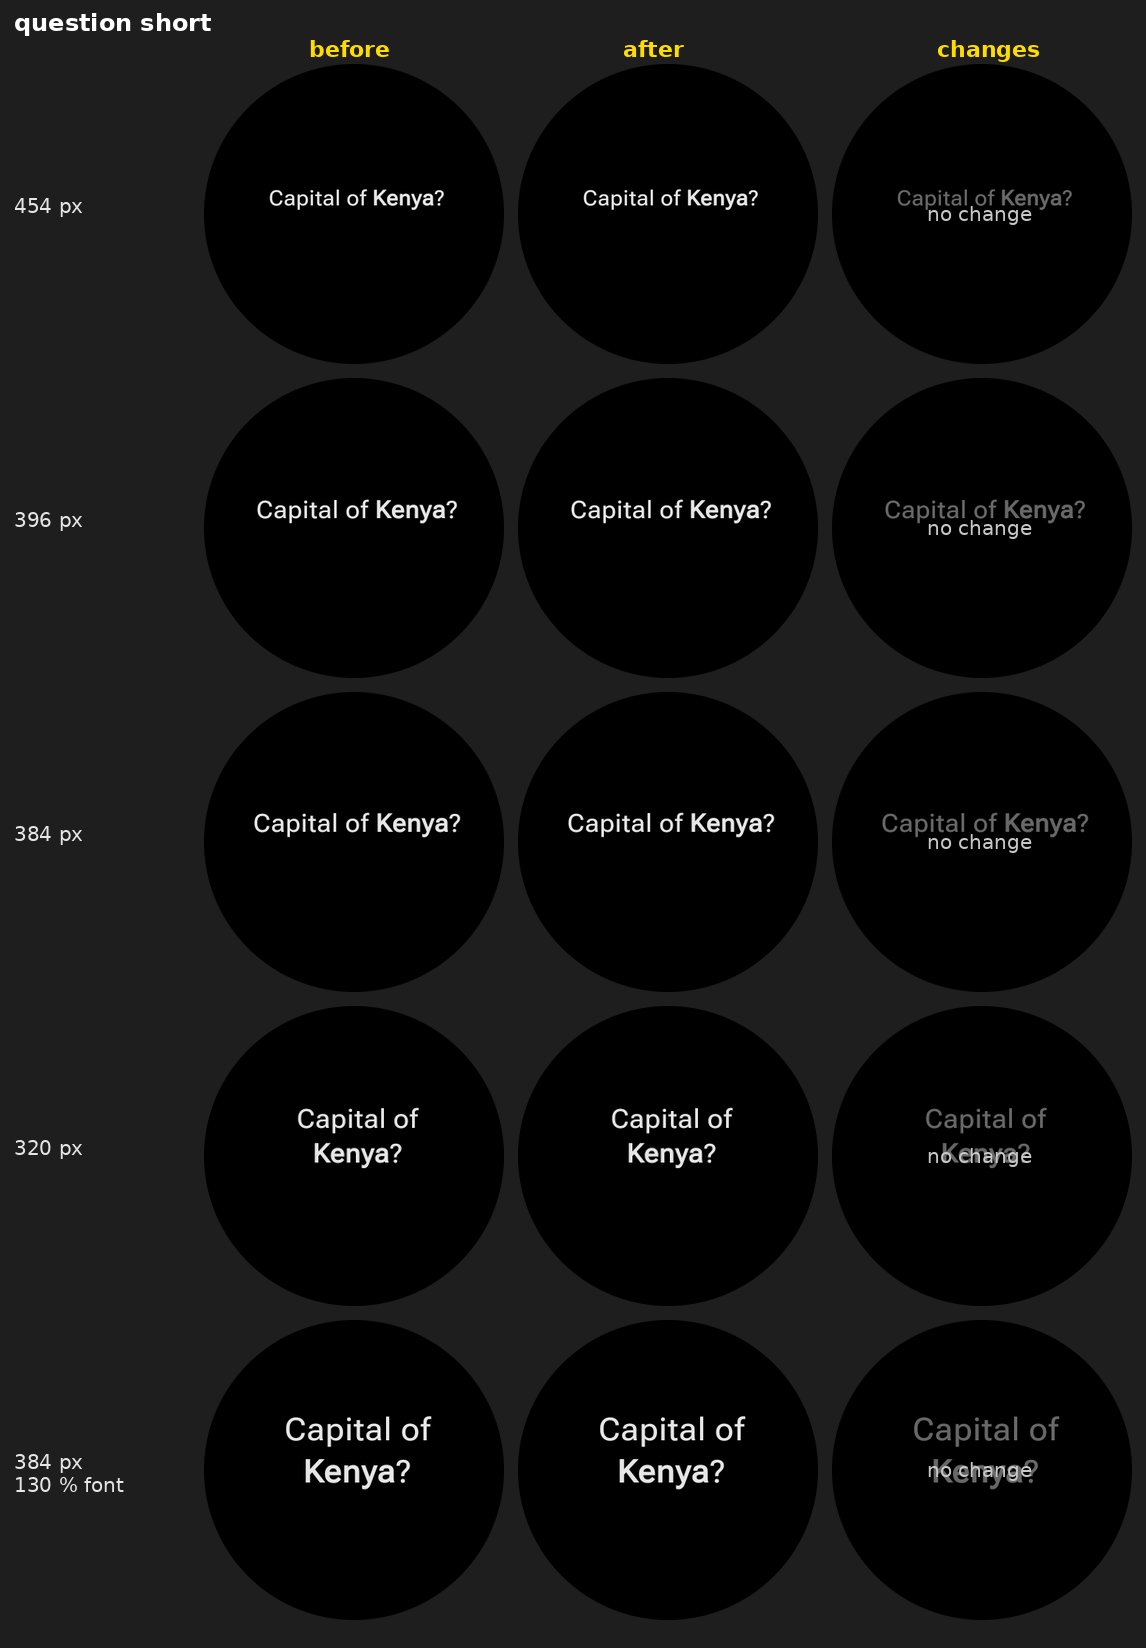 question short
before after changes
454 px
Capital of Kenya?
Capital of Kenya?
Capital of Kenya?
no change
396 px
Capital of Kenya?
Capital of Kenya?
Capital of Kenya?
no change
384 px
Capital of Kenya?
Capital of Kenya?
Capital of Kenya?
no change
320 px
Capital of
Kenya?
Capital of
Kenya?
Capital of
Kenya?
no change
384 px
130 % font
Capital of
Kenya?
Capital of
Kenya?
Capital of
Kenya?
no change